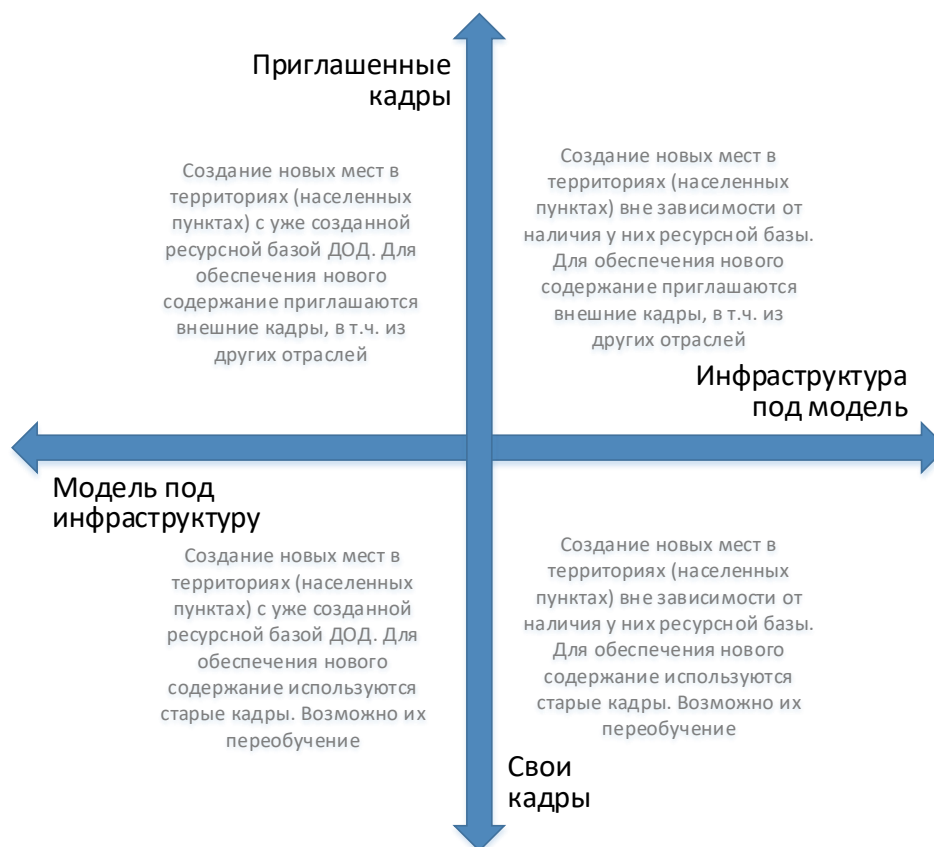 Приглашенные
кадры
Создание новых мест в
территориях (населенных
пунктах) с уже созданной
ресурсной базой ДОД. Для
обеспечения нового
содержание приглашаются
внешние кадры, в т.ч. из
других отраслей
Создание новых мест в
территориях (населенных
пунктах) вне зависимости от
наличия у них ресурсной базы.
Для обеспечения нового
содержание приглашаются
внешние кадры, в т.ч. из
других отраслей
Инфраструктура
под модель
Модель под
инфраструктуру
Создание новых мест в
территориях (населенных
пунктах) с уже созданной
ресурсной базой ДОД. Для
обеспечения нового
содержание используются
старые кадры. Возможно их
переобучение
Создание новых мест в
территориях (населенных
пунктах) вне зависимости от
наличия у них ресурсной базы.
Для обеспечения нового
содержание используются
старые кадры. Возможно их
переобучение
Свои
кадры